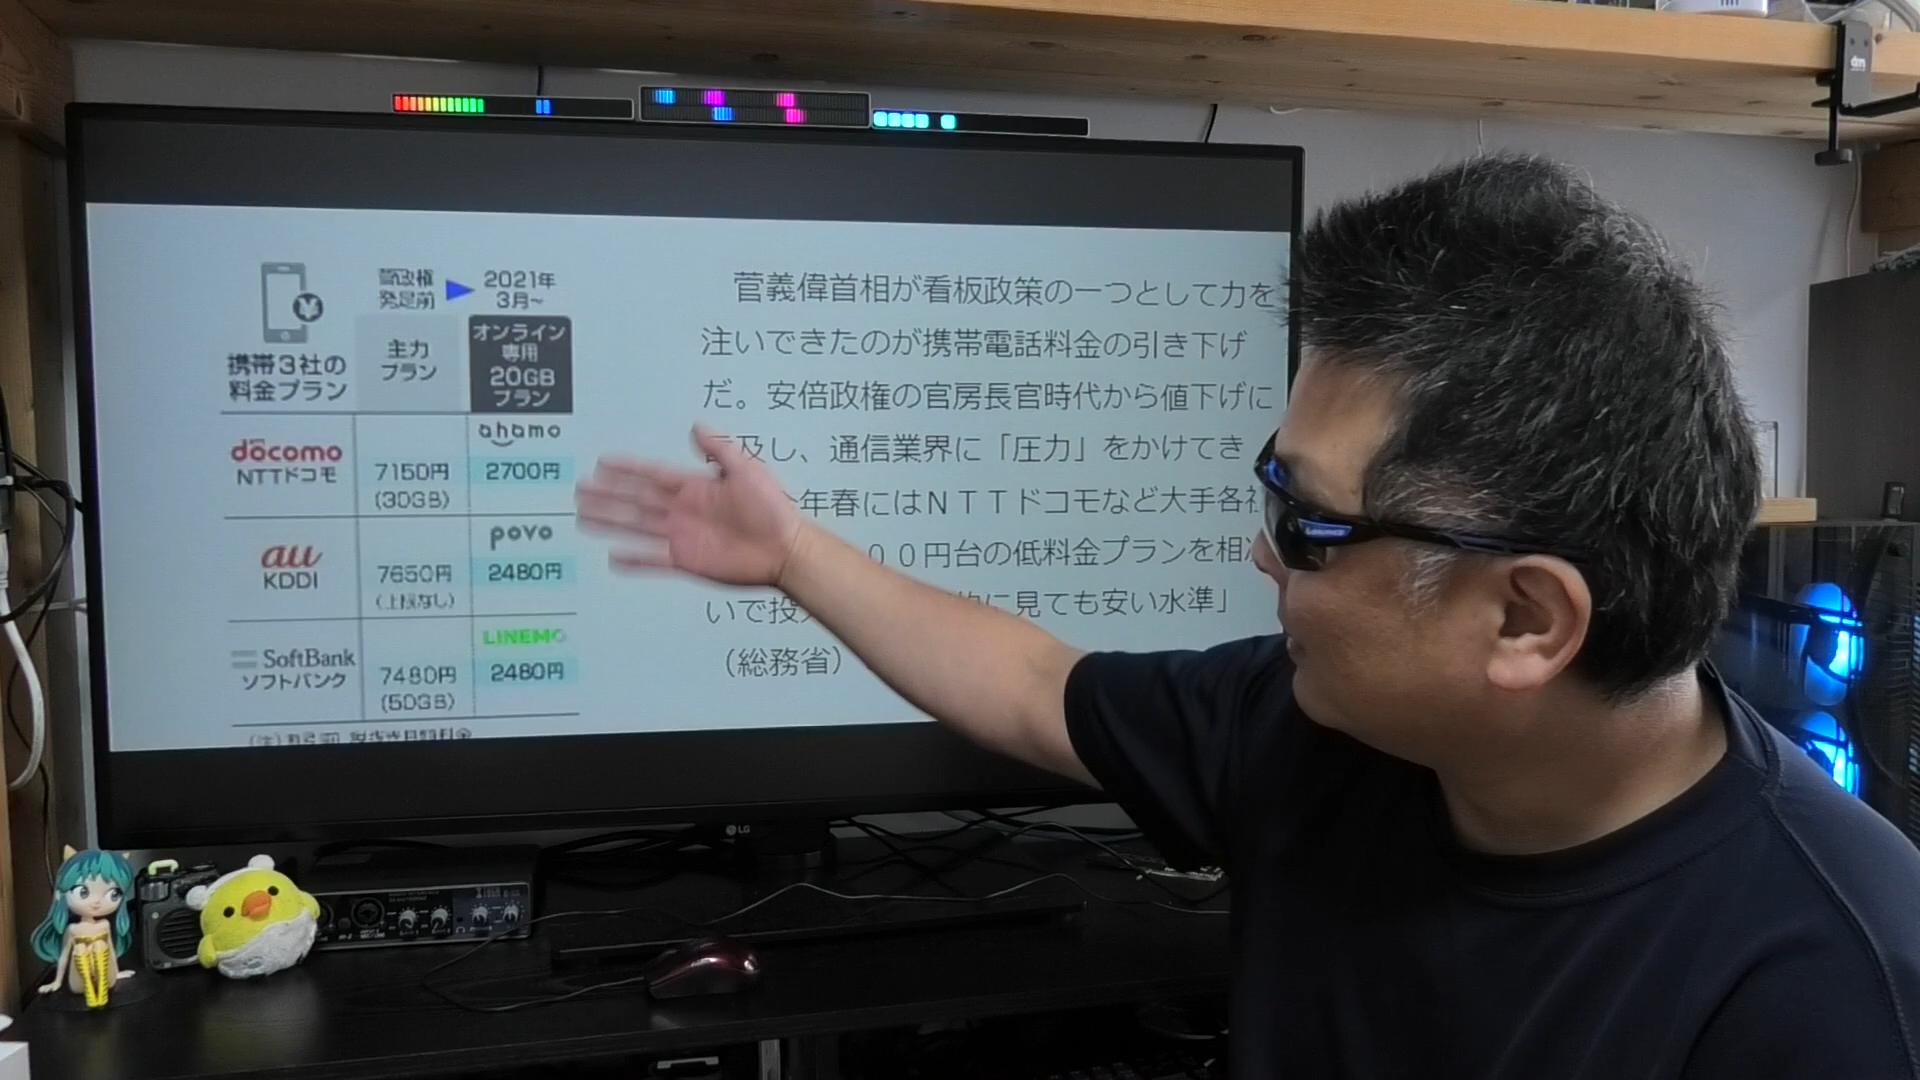 菅政権
発足前
2021年
3月~
携帯3社の
料金プラン
主力
プラン
オンライン
専用
20GB
プラン
docomo
NTTドコモ
7150円
(30GB)
ahamo
2700円
au
KDDI
7650円
(上限なし)
povo
2480円
SoftBank
ソフトバンク
7480円
(50GB)
LINEMO
2480円
菅義偉首相が看板政策の一つとして力を
注いできたのが携帯電話料金の引き下げ
だ。安倍政権の官房長官時代から値下げに
及し、通信業界に「圧力」をかけてき
年春にはＮＴＴドコモなど大手各社
００円台の低料金プランを相次
いで投 に見ても安い水準」
（総務省）
LG